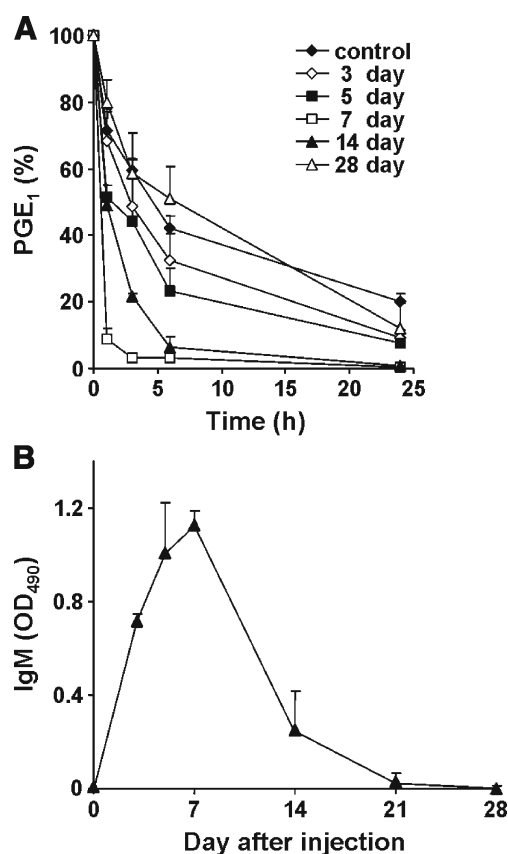 A
PGE₁ (%)
100
80
60
40
20
0
0 5 10 15 20 25
Time (h)
control
3 day
5 day
7 day
14 day
28 day
B
IgM (OD₄₉₀)
1.2
0.8
0.4
0
0 7 14 21 28
Day after injection